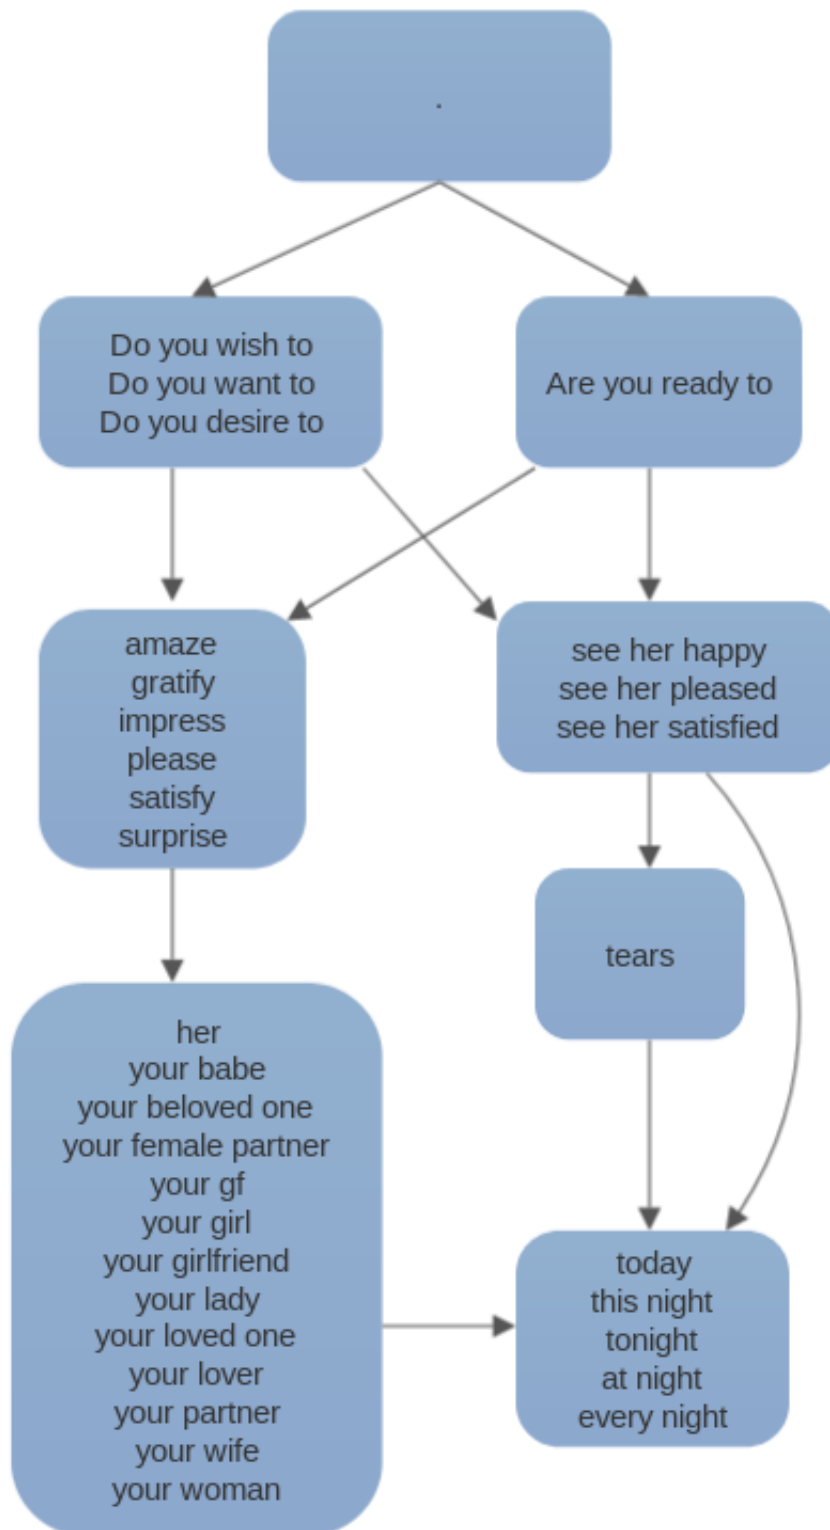 .
Do you wish to
Do you want to
Do you desire to
Are you ready to
amaze
gratify
impress
please
satisfy
surprise
see her happy
see her pleased
see her satisfied
tears
her
your babe
your beloved one
your female partner
your gf
your girl
your girlfriend
your lady
your loved one
your lover
your partner
your wife
your woman
today
this night
tonight
at night
every night